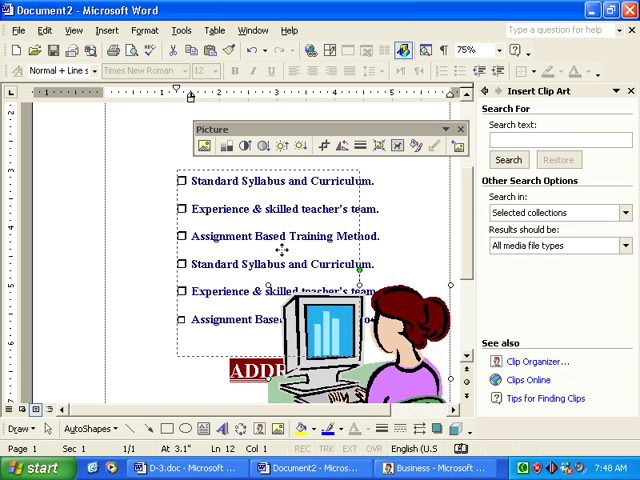 Document2 - Microsoft Word
File Edit View Insert Format Tools Table Window Help
Type a question for help
75%
Normal + Line s Times New Roman 12
Insert Clip Art
Search For
Search text:
Search Restore
Other Search Options
Search in:
Selected collections
Results should be:
All media file types
See also
Clip Organizer...
Clips Online
Tips for Finding Clips
Picture
Standard Syllabus and Curriculum.
Experience & skilled teacher's team.
Assignment Based Training Method.
Standard Syllabus and Curriculum.
Experience & skilled teacher's team
Assignment Base
ADDR
Draw AutoShapes
Page 1 Sec 1 1/1 At 3.1" Ln 12 Col 1 REC TRK EXT OVR English (U.S
start D-3.doc - Microsoft ... Document2 - Microsof... Business - Microsoft ... 7:48 AM